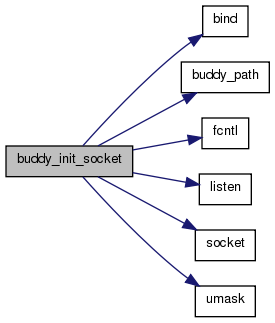 bind
buddy_path
fcntl
buddy_init_socket
listen
socket
umask